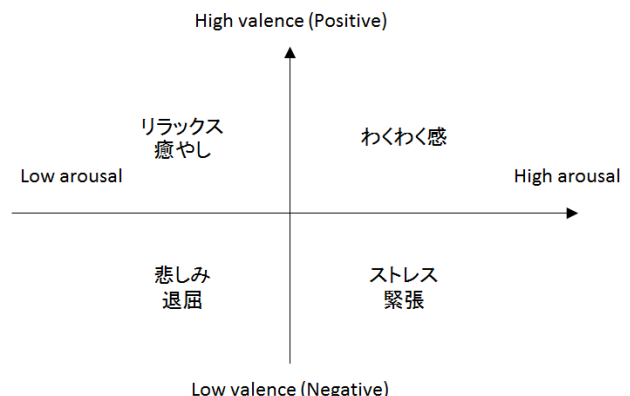 High valence (Positive)
リラックス
癒やし
わくわく感
Low arousal
High arousal
悲しみ
退屈
ストレス
緊張
Low valence (Negative)